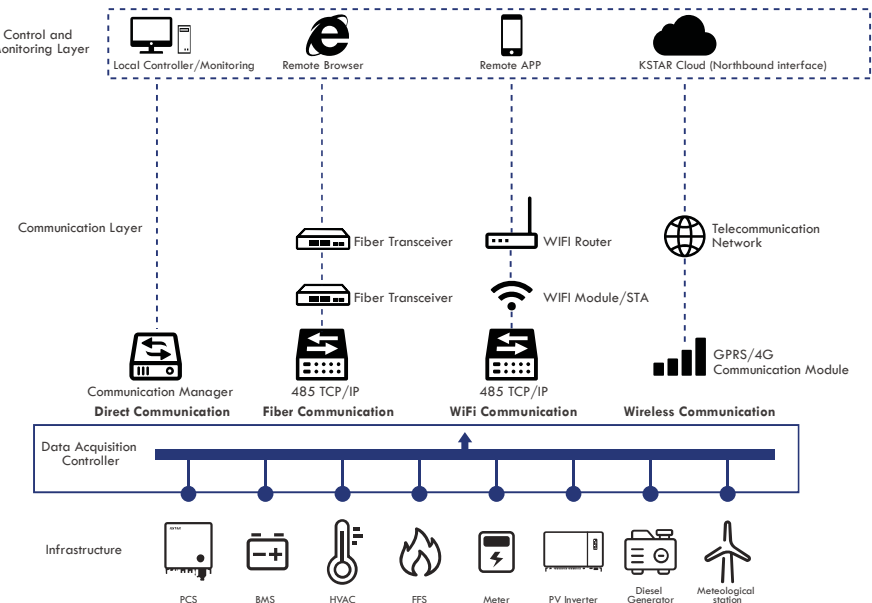 Control and
onitoring Layer
Local Controller/Monitoring
Remote Browser
Remote APP
KSTAR Cloud (Northbound interface)
Communication Layer
Fiber Transceiver
WIFI Router
Telecommunication
Network
Fiber Transceiver
WIFI Module/STA
GPRS/4G
Communication Module
Communication Manager
485 TCP/IP
485 TCP/IP
Direct Communication
Fiber Communication
WiFi Communication
Wireless Communication
Data Acquisition
Controller
Infrastructure
KSTAR
PCS
BMS
HVAC
FFS
Meter
PV Inverter
Diesel
Generator
Meteological
station